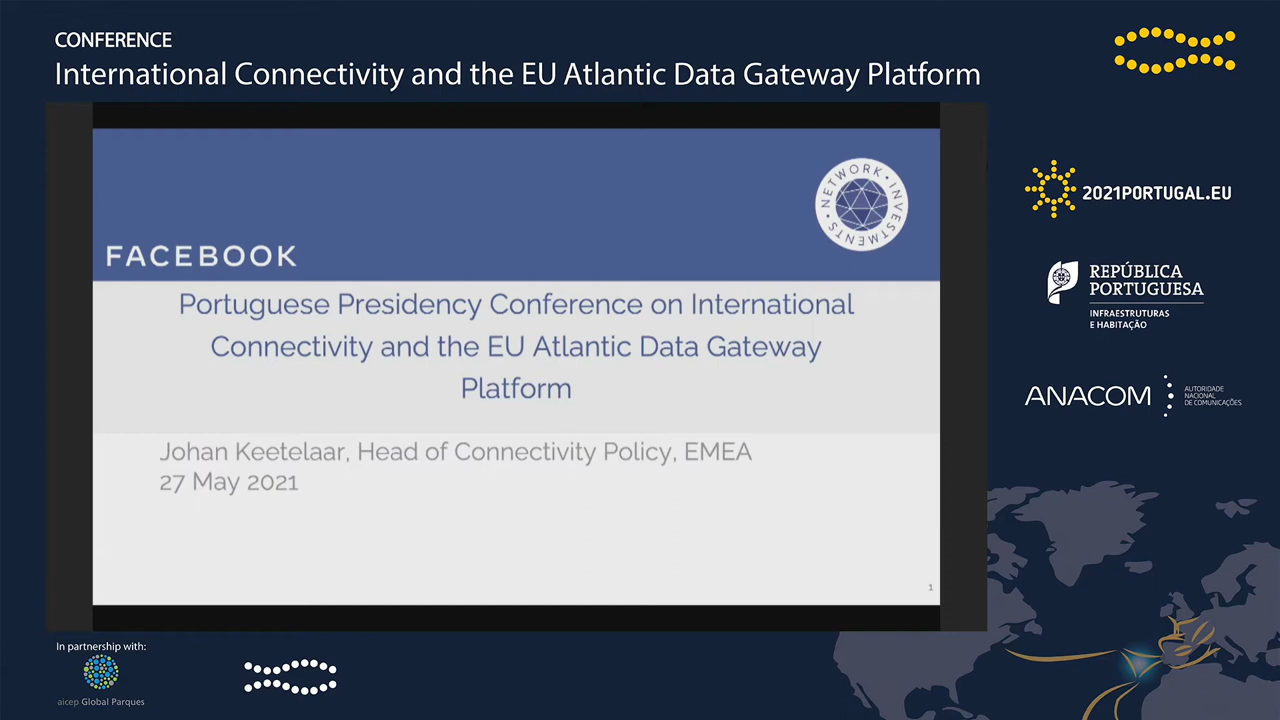 CONFERENCE
International Connectivity and the EU Atlantic Data Gateway Platform
NETWORK • INVESTMENTS •
FACEBOOK
Portuguese Presidency Conference on International
Connectivity and the EU Atlantic Data Gateway
Platform
Johan Keetelaar, Head of Connectivity Policy, EMEA
27 May 2021
1
2021PORTUGAL.EU
REPÚBLICA
PORTUGUESA
INFRAESTRUTURAS
E HABITAÇÃO
ANACOM
AUTORIDADE
NACIONAL
DE COMUNICAÇÕES
In partnership with:
aicep Global Parques